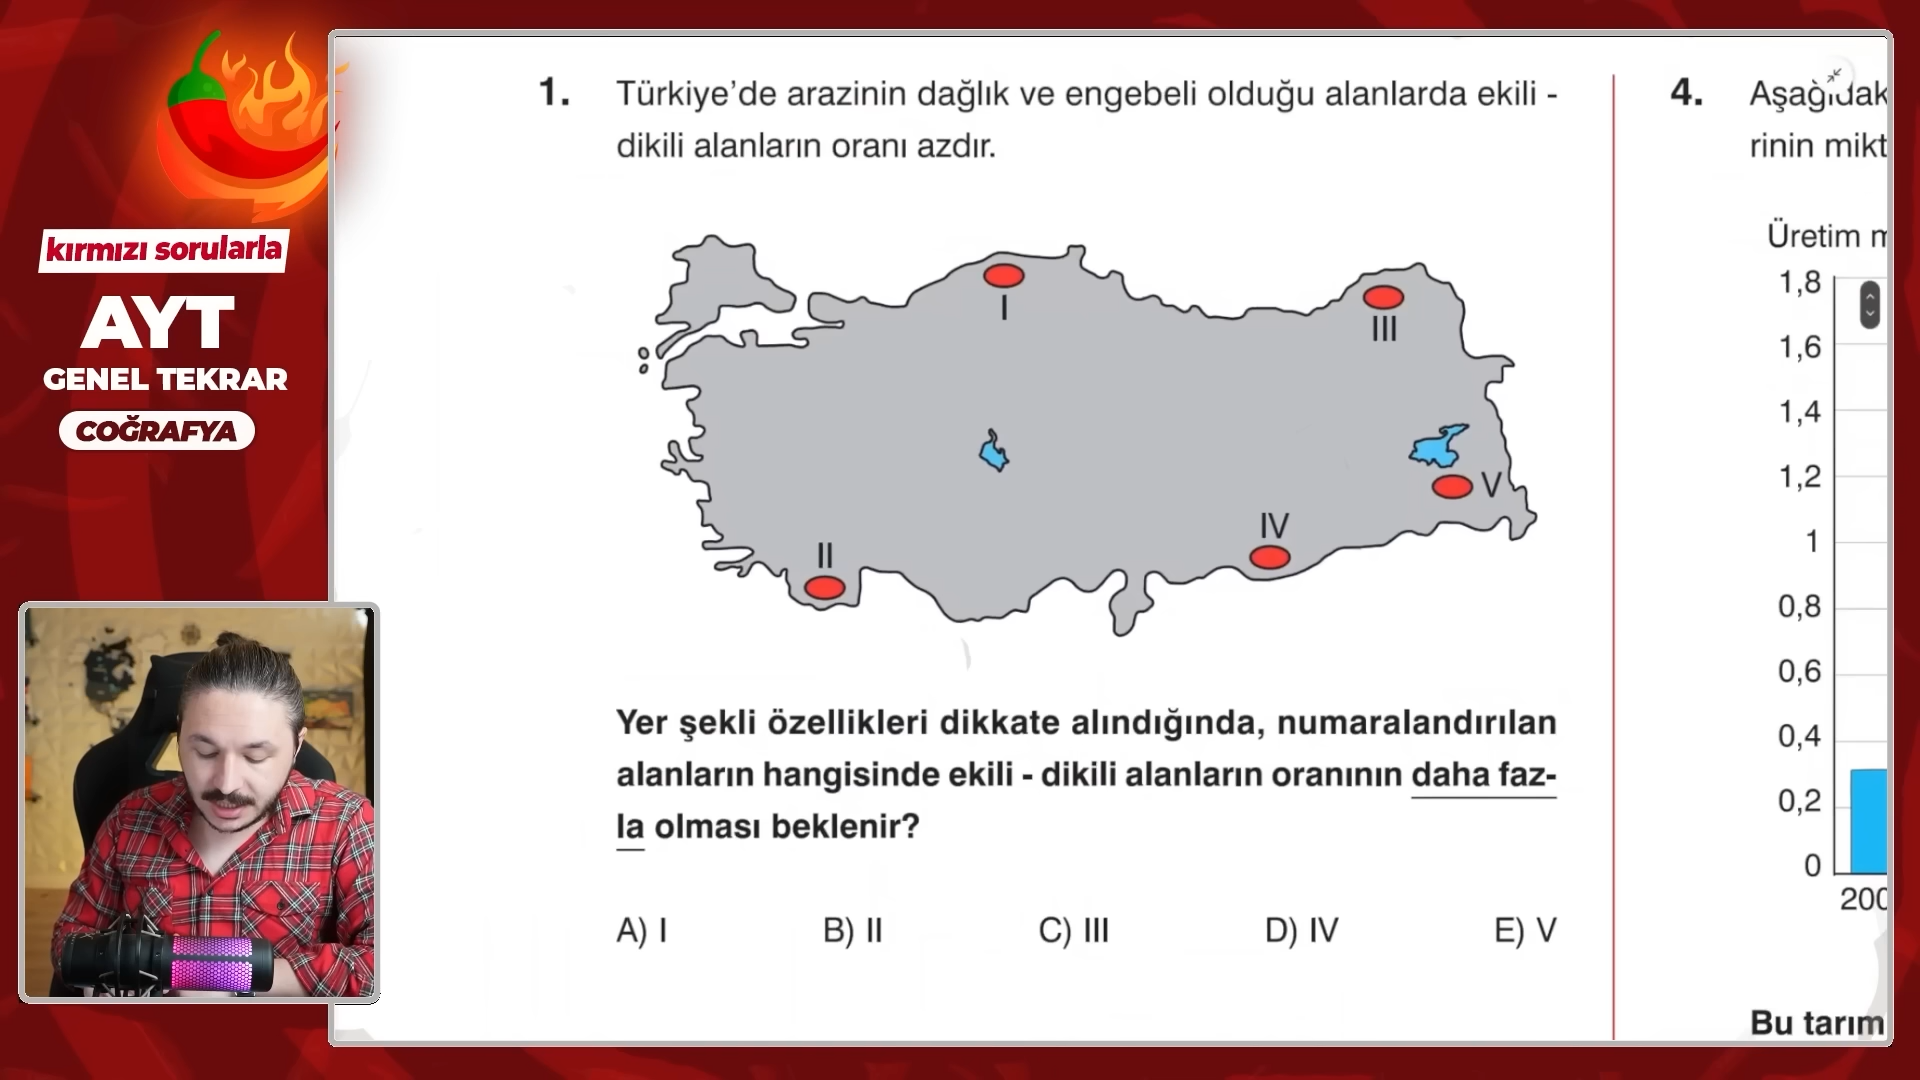 kırmızı sorularla
AYT
GENEL TEKRAR
COĞRAFYA
1. Türkiye'de arazinin dağlık ve engebeli olduğu alanlarda ekili -
dikili alanların oranı azdır.
I
II
III
IV
V
Yer şekli özellikleri dikkate alındığında, numaralandırılan
alanların hangisinde ekili - dikili alanların oranının daha faz-
la olması beklenir?
A) I B) II C) III D) IV E) V
4. Aşağıdak
rinin mikt
Üretim m
1,8
1,6
1,4
1,2
1
0,8
0,6
0,4
0,2
0
200
Bu tarım